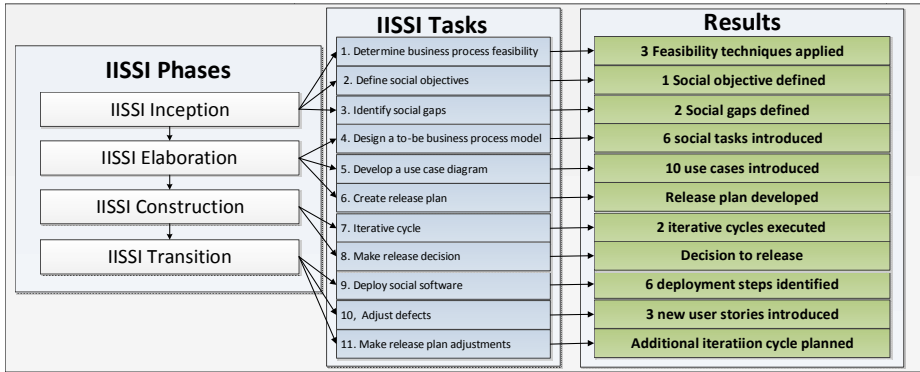 IISSI Phases
IISSI Inception
IISSI Elaboration
IISSI Construction
IISSI Transition
IISSI Tasks
1. Determine business process feasibility
2. Define social objectives
3. Identify social gaps
4. Design a to-be business process model
5. Develop a use case diagram
6. Create release plan
7. Iterative cycle
8. Make release decision
9. Deploy social software
10, Adjust defects
11. Make release plan adjustments
Results
3 Feasibility techniques applied
1 Social objective defined
2 Social gaps defined
6 social tasks introduced
10 use cases introduced
Release plan developed
2 iterative cycles executed
Decision to release
6 deployment steps identified
3 new user stories introduced
Additional iteratiion cycle planned